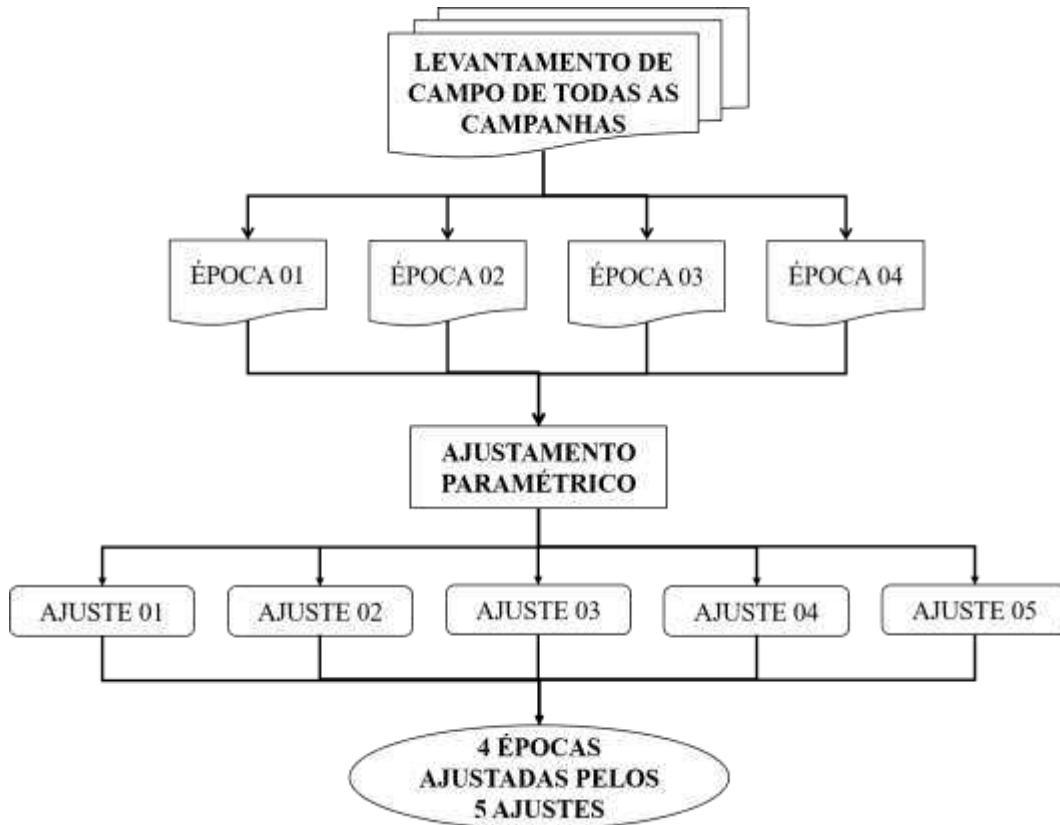 LEVANTAMENTO DE
CAMPO DE TODAS AS
CAMPANHAS
ÉPOCA 01
ÉPOCA 02
ÉPOCA 03
ÉPOCA 04
AJUSTAMENTO
PARAMÉTRICO
AJUSTE 01
AJUSTE 02
AJUSTE 03
AJUSTE 04
AJUSTE 05
4 ÉPOCAS
AJUSTADAS PELOS
5 AJUSTES